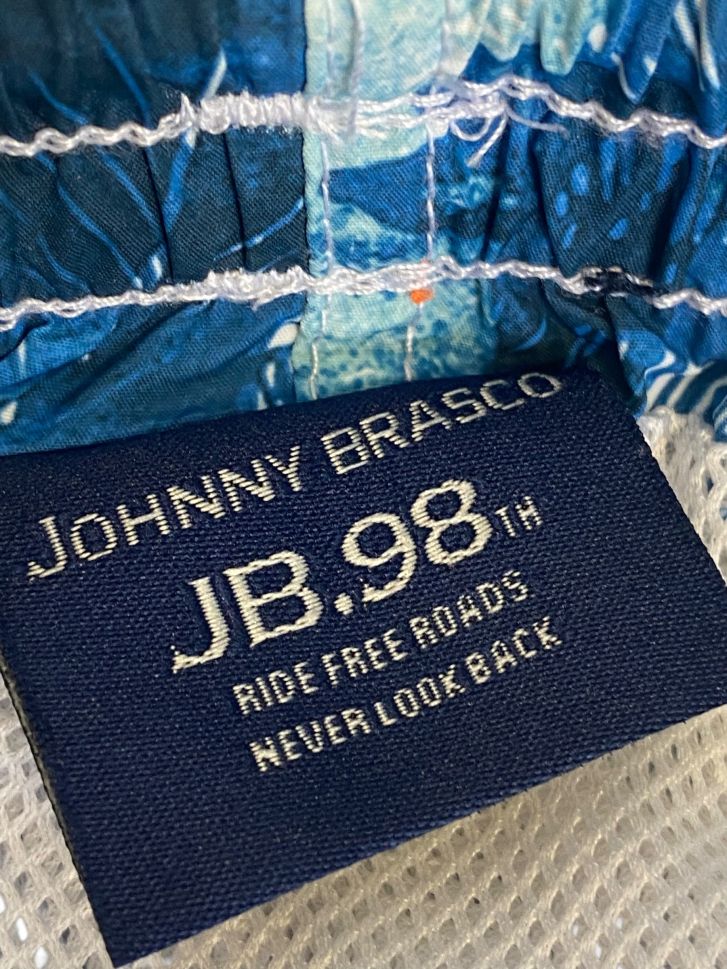 JOHNNY BRASCO
JB.98TH
RIDE FREE ROADS
NEVER LOOK BACK